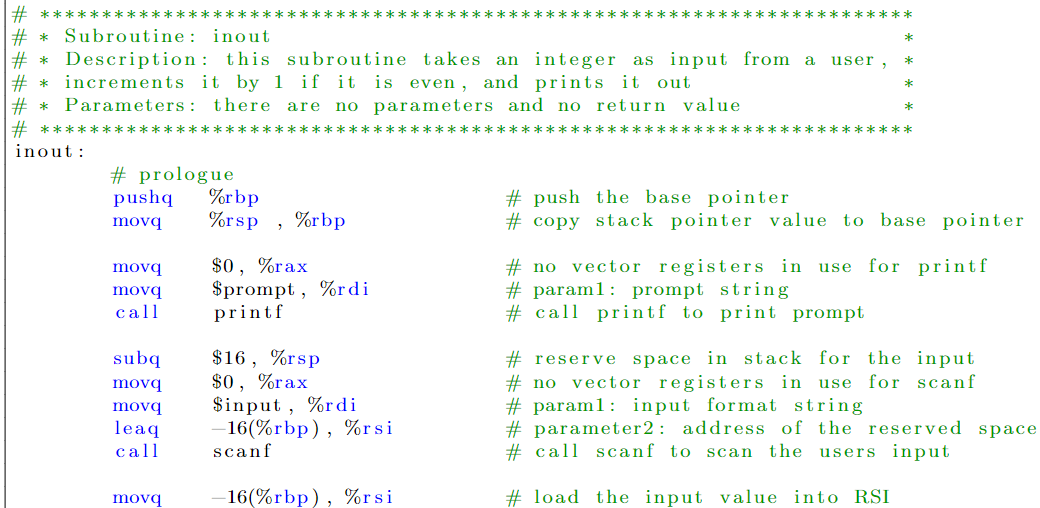 # ***********************************************************************
# * Subroutine: inout *
# * Description: this subroutine takes an integer as input from a user, *
# * increments it by 1 if it is even, and prints it out *
# * Parameters: there are no parameters and no return value *
# ***********************************************************************
inout:
# prologue
pushq %rbp # push the base pointer
movq %rsp , %rbp # copy stack pointer value to base pointer
movq $0, %rax # no vector registers in use for printf
movq $prompt, %rdi # param1: prompt string
call printf # call printf to print prompt
subq $16, %rsp # reserve space in stack for the input
movq $0, %rax # no vector registers in use for scanf
movq $input, %rdi # param1: input format string
leaq −16(%rbp), %rsi # parameter2: address of the reserved space
call scanf # call scanf to scan the users input
movq −16(%rbp), %rsi # load the input value into RSI